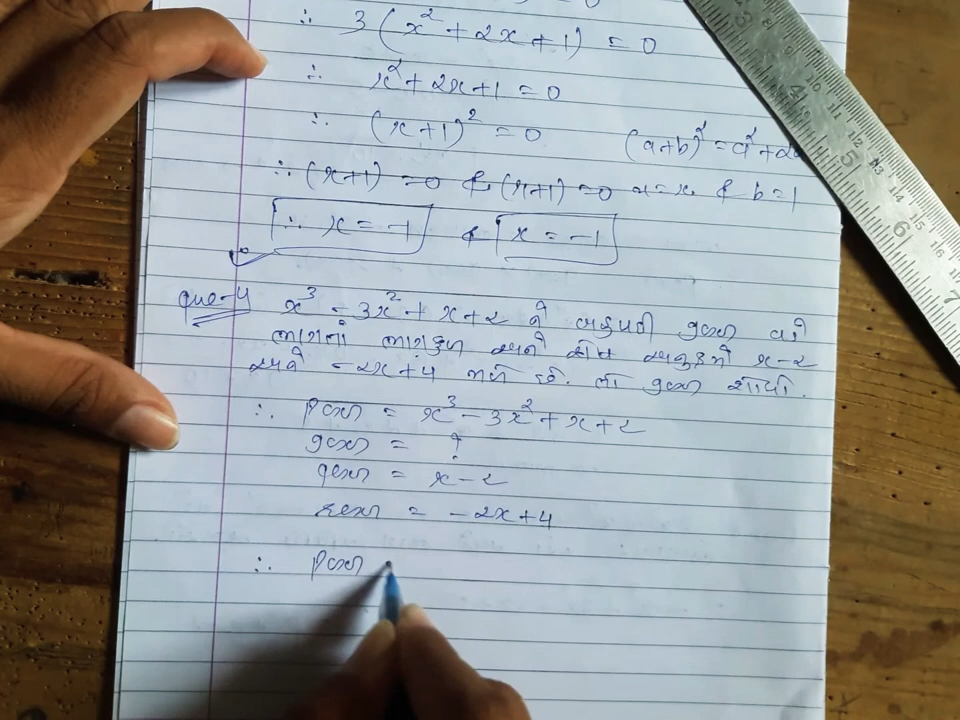 ∴ 3(x²+2x+1) = 0
∴ x²+2x+1 = 0
∴ (x+1)² = 0 (a+b)² = a²+2a
∴ (x+1) = 0 & (x+1) = 0 a=x & b=1
∴ x = -1 & x = -1
que-4 x³ - 3x² + x + 2 ને બહુપદી g(x) વડે
ભાગતાં ભાગફળ અને શેષ અનુક્રમે x-2
અને -2x+4 મળે છે. તો g(x) શોધો.
∴ p(x) = x³ - 3x² + x + 2
g(x) = ?
q(x) = x - 2
r(x) = -2x+4
∴ p(x)